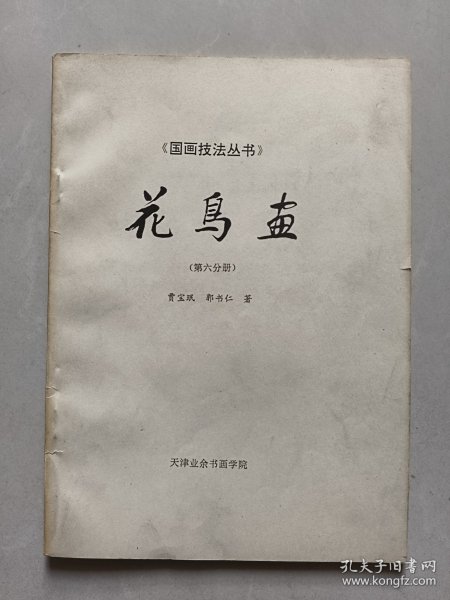 《国画技法丛书》
花鳥画
（第六分册）
贾宝珉 郭书仁 著
天津业余书画学院
孔夫子旧书网
www.kongfz.com